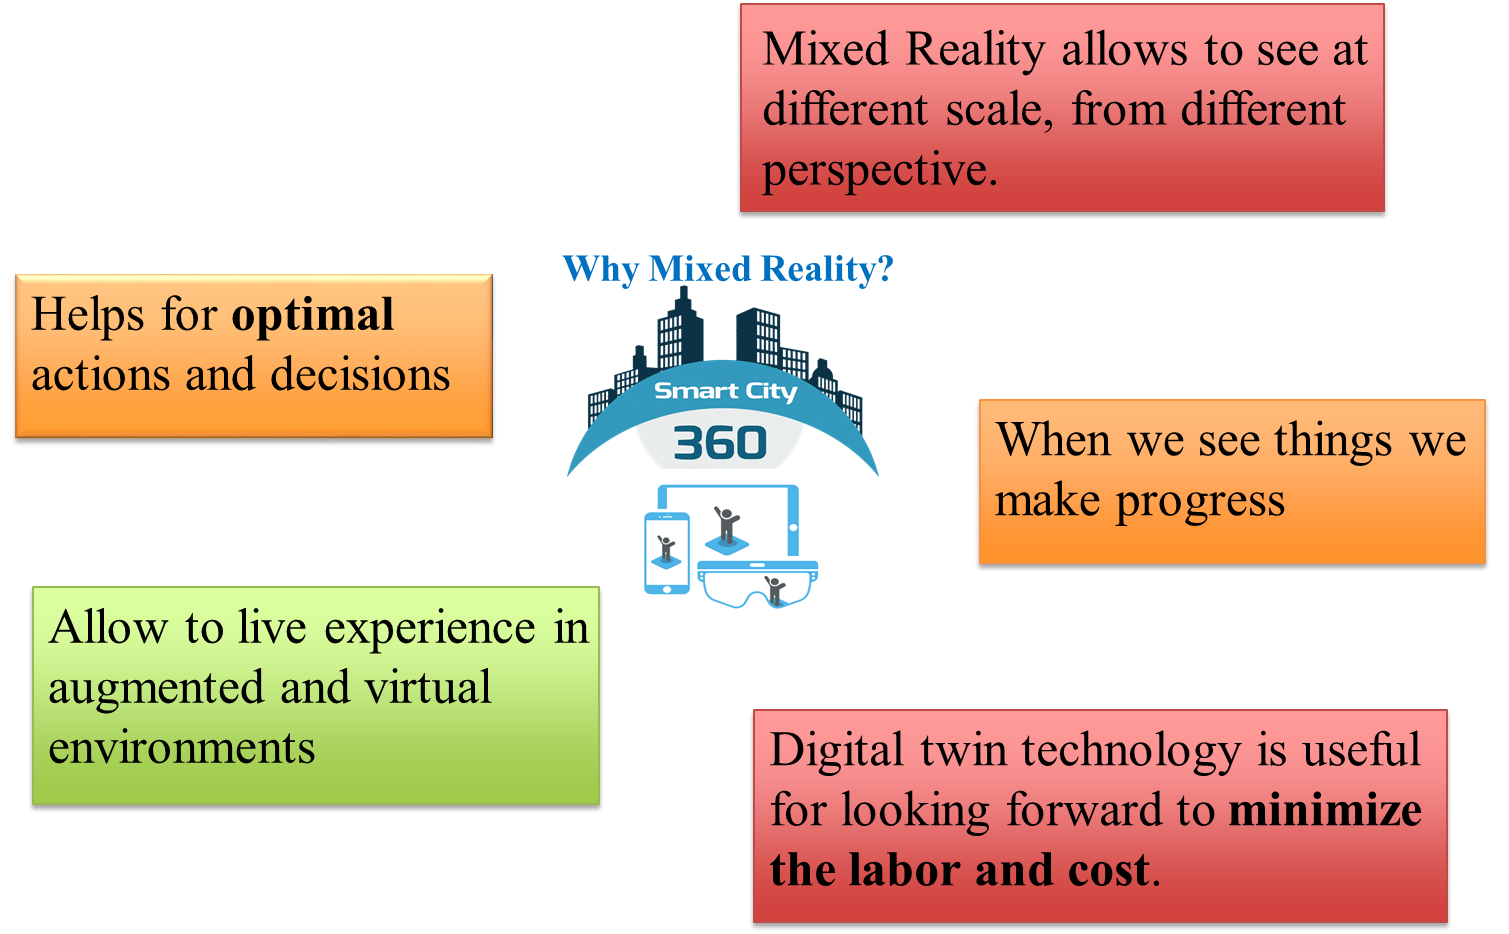 Mixed Reality allows to see at
different scale, from different
perspective.
Why Mixed Reality?
Helps for optimal
actions and decisions
Smart City
360
When we see things we
make progress
Allow to live experience in
augmented and virtual
environments
Digital twin technology is useful
for looking forward to minimize
the labor and cost.